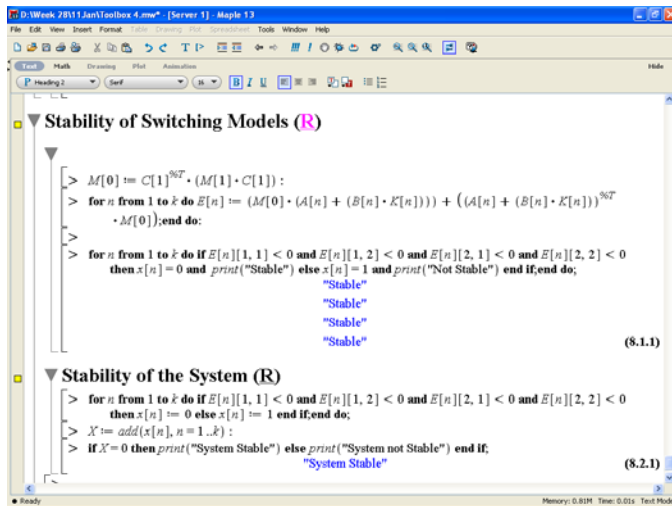 D:\Week 28\11Jan\Toolbox 4.mw* - [Server 1] - Maple 13
File Edit View Insert Format Table Drawing Plot Spreadsheet Tools Window Help
Text Math Drawing Plot Animation Hide
P Heading 2 Serif 16 B I U
Stability of Switching Models (R)
> M[0] := C[1]^%T · (M[1] · C[1]) :
> for n from 1 to k do E[n] := (M[0] · (A[n] + (B[n] · K[n]))) + ((A[n] + (B[n] · K[n]))^%T
· M[0]);end do:
>
> for n from 1 to k do if E[n][1, 1] < 0 and E[n][1, 2] < 0 and E[n][2, 1] < 0 and E[n][2, 2] < 0
then x[n] = 0 and print("Stable") else x[n] = 1 and print("Not Stable") end if;end do;
"Stable"
"Stable"
"Stable"
"Stable" (8.1.1)
Stability of the System (R)
> for n from 1 to k do if E[n][1, 1] < 0 and E[n][1, 2] < 0 and E[n][2, 1] < 0 and E[n][2, 2] < 0
then x[n] := 0 else x[n] := 1 end if;end do;
> X := add(x[n], n = 1 ..k) :
> if X = 0 then print("System Stable") else print("System not Stable") end if;
"System Stable" (8.2.1)
>
Ready Memory: 0.81M Time: 0.01s Text Mode